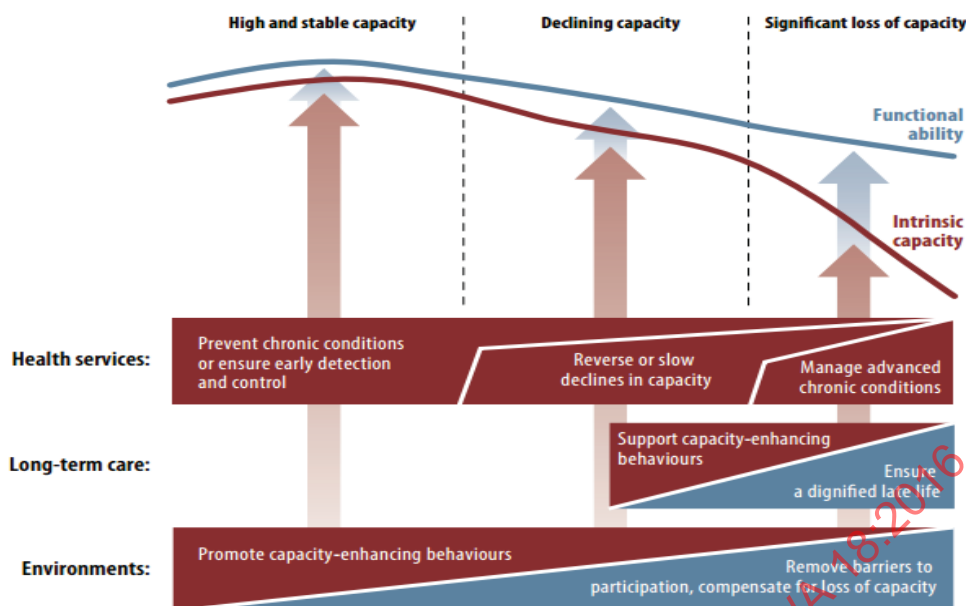 High and stable capacity
Declining capacity
Significant loss of capacity
Functional
ability
Intrinsic
capacity
Health services:
Prevent chronic conditions
or ensure early detection
and control
Reverse or slow
declines in capacity
Manage advanced
chronic conditions
Long-term care:
Support capacity-enhancing
behaviours
Ensure
a dignified late life
Environments:
Promote capacity-enhancing behaviours
Remove barriers to
participation, compensate for loss of capacity
18:2016